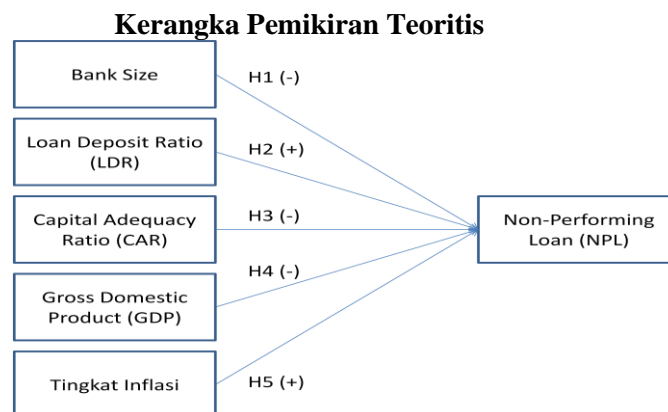 Kerangka Pemikiran Teoritis
Bank Size
H1 (-)
Loan Deposit Ratio
(LDR)
H2 (+)
Capital Adequacy
Ratio (CAR)
H3 (-)
Non-Performing
Loan (NPL)
H4 (-)
Gross Domestic
Product (GDP)
Tingkat Inflasi
H5 (+)